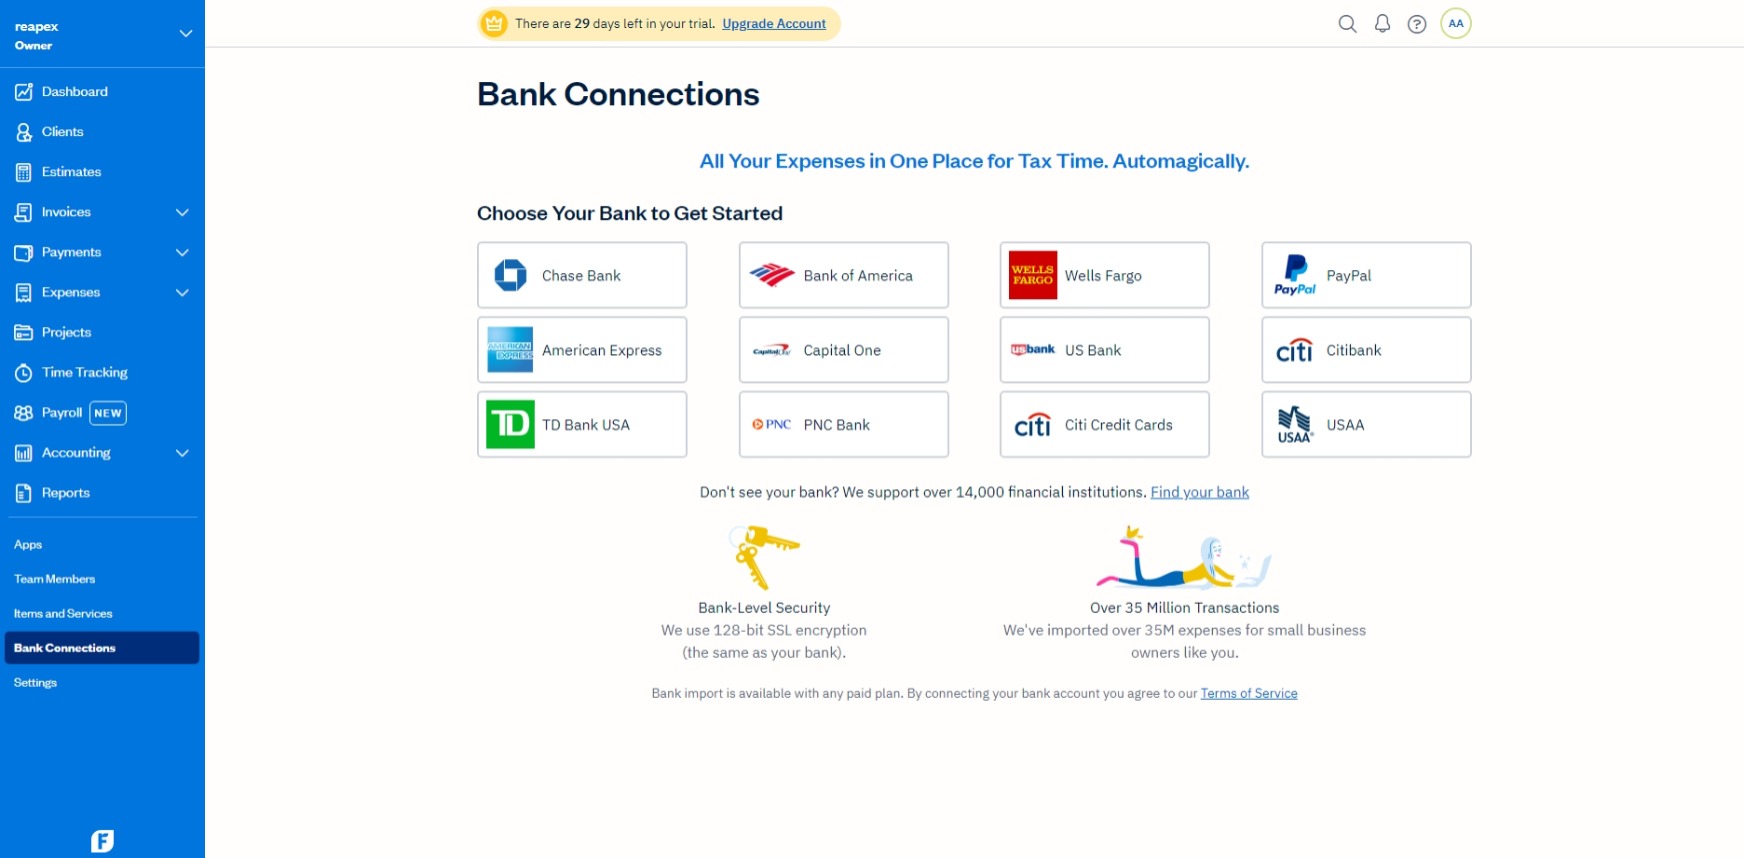 reapex
Owner
Dashboard
Clients
Estimates
Invoices
Payments
Expenses
Projects
Time Tracking
Payroll NEW
Accounting
Reports
Apps
Team Members
Items and Services
Bank Connections
Settings
F
There are 29 days left in your trial. Upgrade Account
AA
Bank Connections
All Your Expenses in One Place for Tax Time. Automagically.
Choose Your Bank to Get Started
Chase Bank
Bank of America
WELLS
FARGO
Wells Fargo
PayPal
PayPal
AMERICAN
EXPRESS
American Express
Capital One
Capital One
usbank
US Bank
citi
Citibank
TD
TD Bank USA
PNC
PNC Bank
citi
Citi Credit Cards
USAA®
USAA
Don't see your bank? We support over 14,000 financial institutions. Find your bank
Bank-Level Security
We use 128-bit SSL encryption
(the same as your bank).
Over 35 Million Transactions
We've imported over 35M expenses for small business
owners like you.
Bank import is available with any paid plan. By connecting your bank account you agree to our Terms of Service